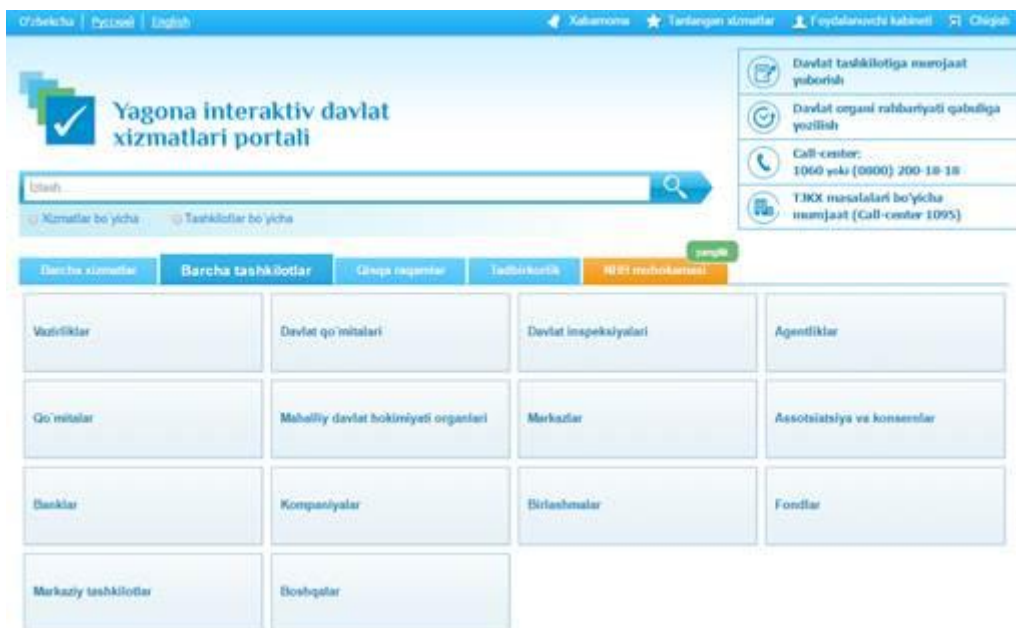 O'zbekcha | Русский | English
Xabarnoma Tanlangan xizmatlar Foydalanuvchi kabineti Chiqish
Yagona interaktiv davlat
xizmatlari portali
Davlat tashkilotiga murojaat
yuborish
Davlat organi rahbariyati qabuliga
yozilish
Call-center:
1060 yoki (0800) 200-18-18
TJKX masalalari bo'yicha
murojaat (Call-center 1095)
Izlash...
Xizmatlar bo'yicha Tashkilotlar bo'yicha
yangilik
Barcha xizmatlar Barcha tashkilotlar Qisqa raqamlar Tadbirkorlik NHH muhokamasi
Vazirliklar Davlat qo`mitalari Davlat inspeksiyalari Agentliklar
Qo`mitalar Mahalliy davlat hokimiyati organlari Markazlar Assotsiatsiya va konsernlar
Banklar Kompaniyalar Birlashmalar Fondlar
Markaziy tashkilotlar Boshqalar